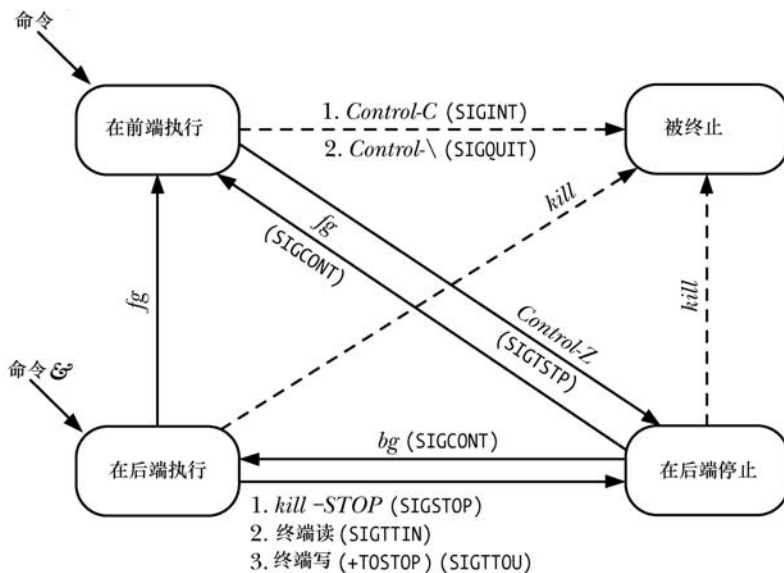 命令
在前端执行
1. Control-C (SIGINT)
2. Control-\ (SIGQUIT)
被终止
kill
fg
(SIGCONT)
fg
Control-Z
(SIGTSTP)
kill
命令&
在后端执行
bg (SIGCONT)
在后端停止
1. kill –STOP (SIGSTOP)
2. 终端读 (SIGTTIN)
3. 终端写 (+TOSTOP) (SIGTTOU)